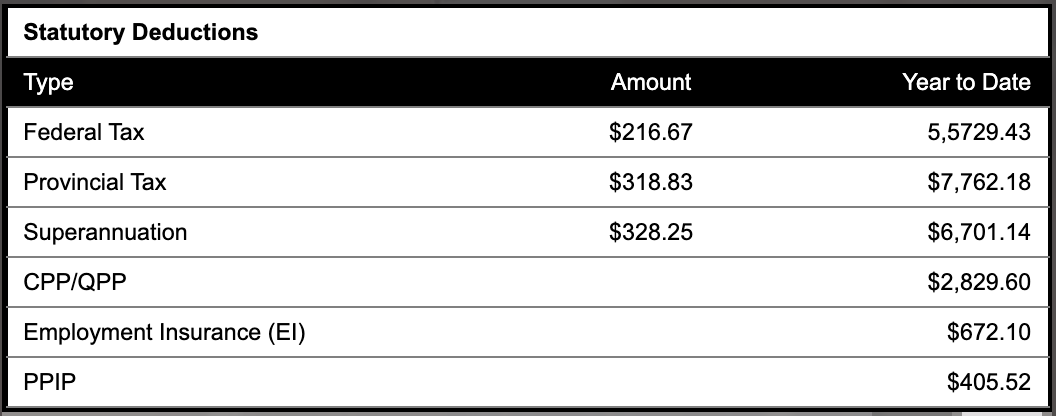 Statutory Deductions
Type Amount Year to Date
Federal Tax $216.67 5,5729.43
Provincial Tax $318.83 $7,762.18
Superannuation $328.25 $6,701.14
CPP/QPP $2,829.60
Employment Insurance (EI) $672.10
PPIP $405.52